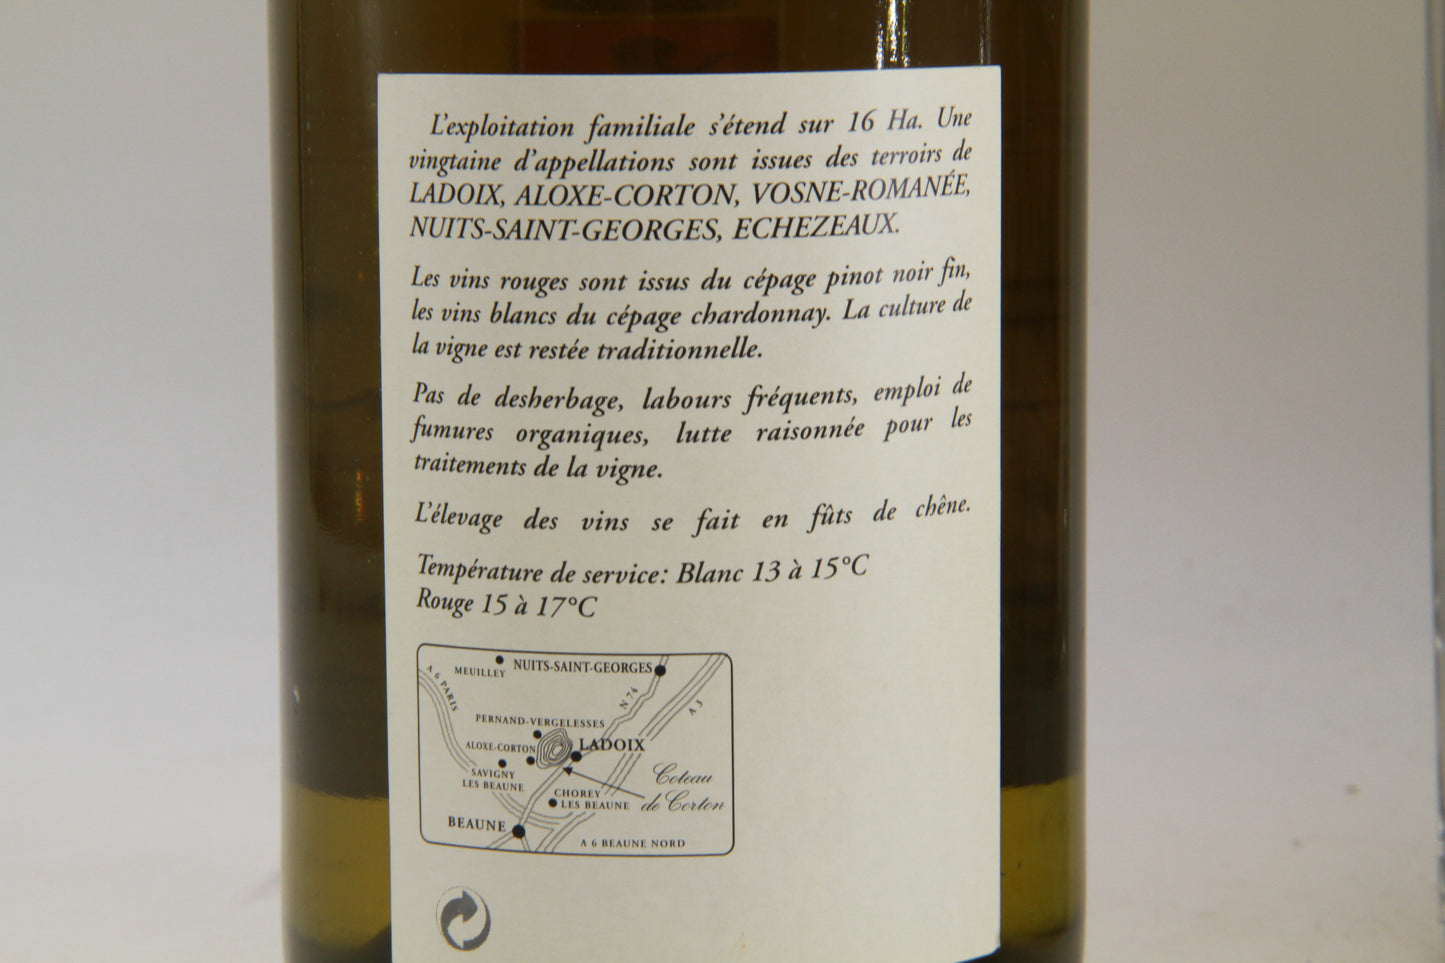 L'exploitation familiale s'étend sur 16 Ha. Une
vingtaine d'appellations sont issues des terroirs de
LADOIX, ALOXE-CORTON, VOSNE-ROMANÉE,
NUITS-SAINT-GEORGES, ECHEZEAUX.
Les vins rouges sont issus du cépage pinot noir fin,
les vins blancs du cépage chardonnay. La culture de
la vigne est restée traditionnelle.
Pas de desherbage, labours fréquents, emploi de
fumures organiques, lutte raisonnée pour les
traitements de la vigne.
L'élevage des vins se fait en fûts de chêne.
Température de service: Blanc 13 à 15°C
Rouge 15 à 17°C
MEUILLEY
NUITS-SAINT-GEORGES
A 6 PARIS
N 74
A 3
PERNAND-VERGELESSES
ALOXE-CORTON
LADOIX
SAVIGNY
LES BEAUNE
Coteau
de Corton
CHOREY
LES BEAUNE
BEAUNE
A 6 BEAUNE NORD